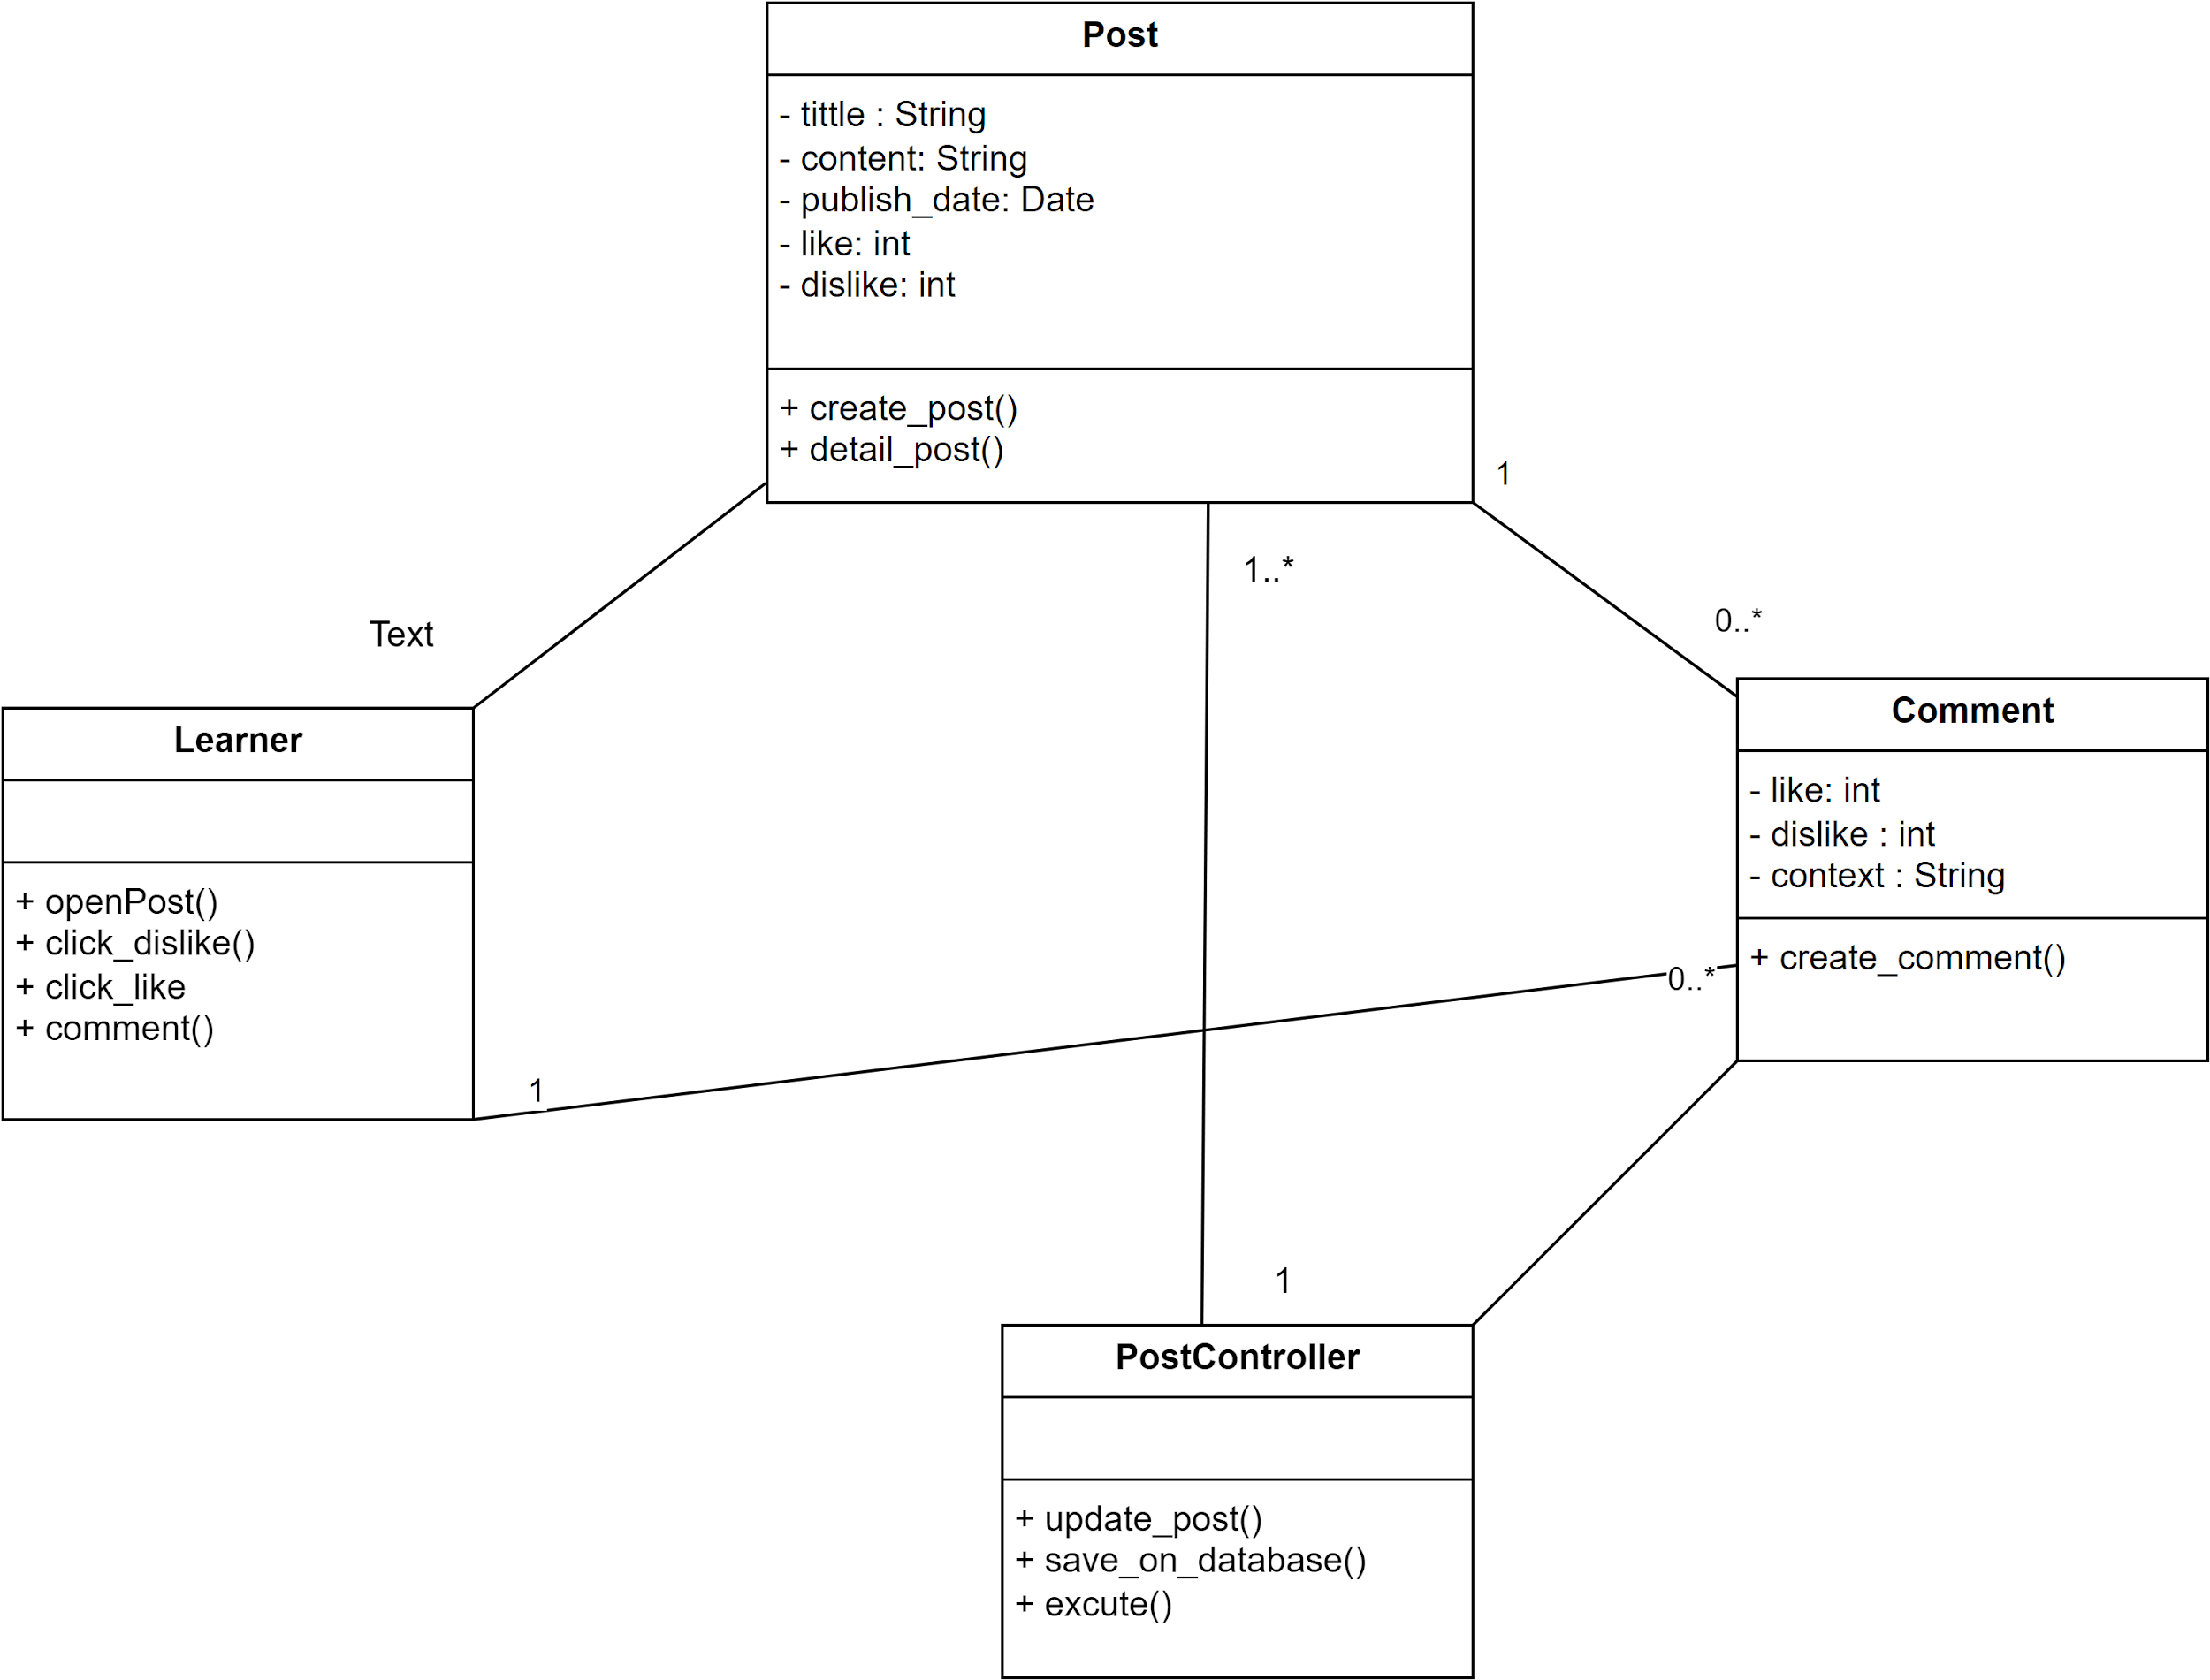 Post
- tittle : String
- content: String
- publish_date: Date
- like: int
- dislike: int
+ create_post()
+ detail_post()
1
1..*
0..*
Text
Learner
+ openPost()
+ click_dislike()
+ click_like
+ comment()
Comment
- like: int
- dislike : int
- context : String
+ create_comment()
0..*
1
1
PostController
+ update_post()
+ save_on_database()
+ excute()